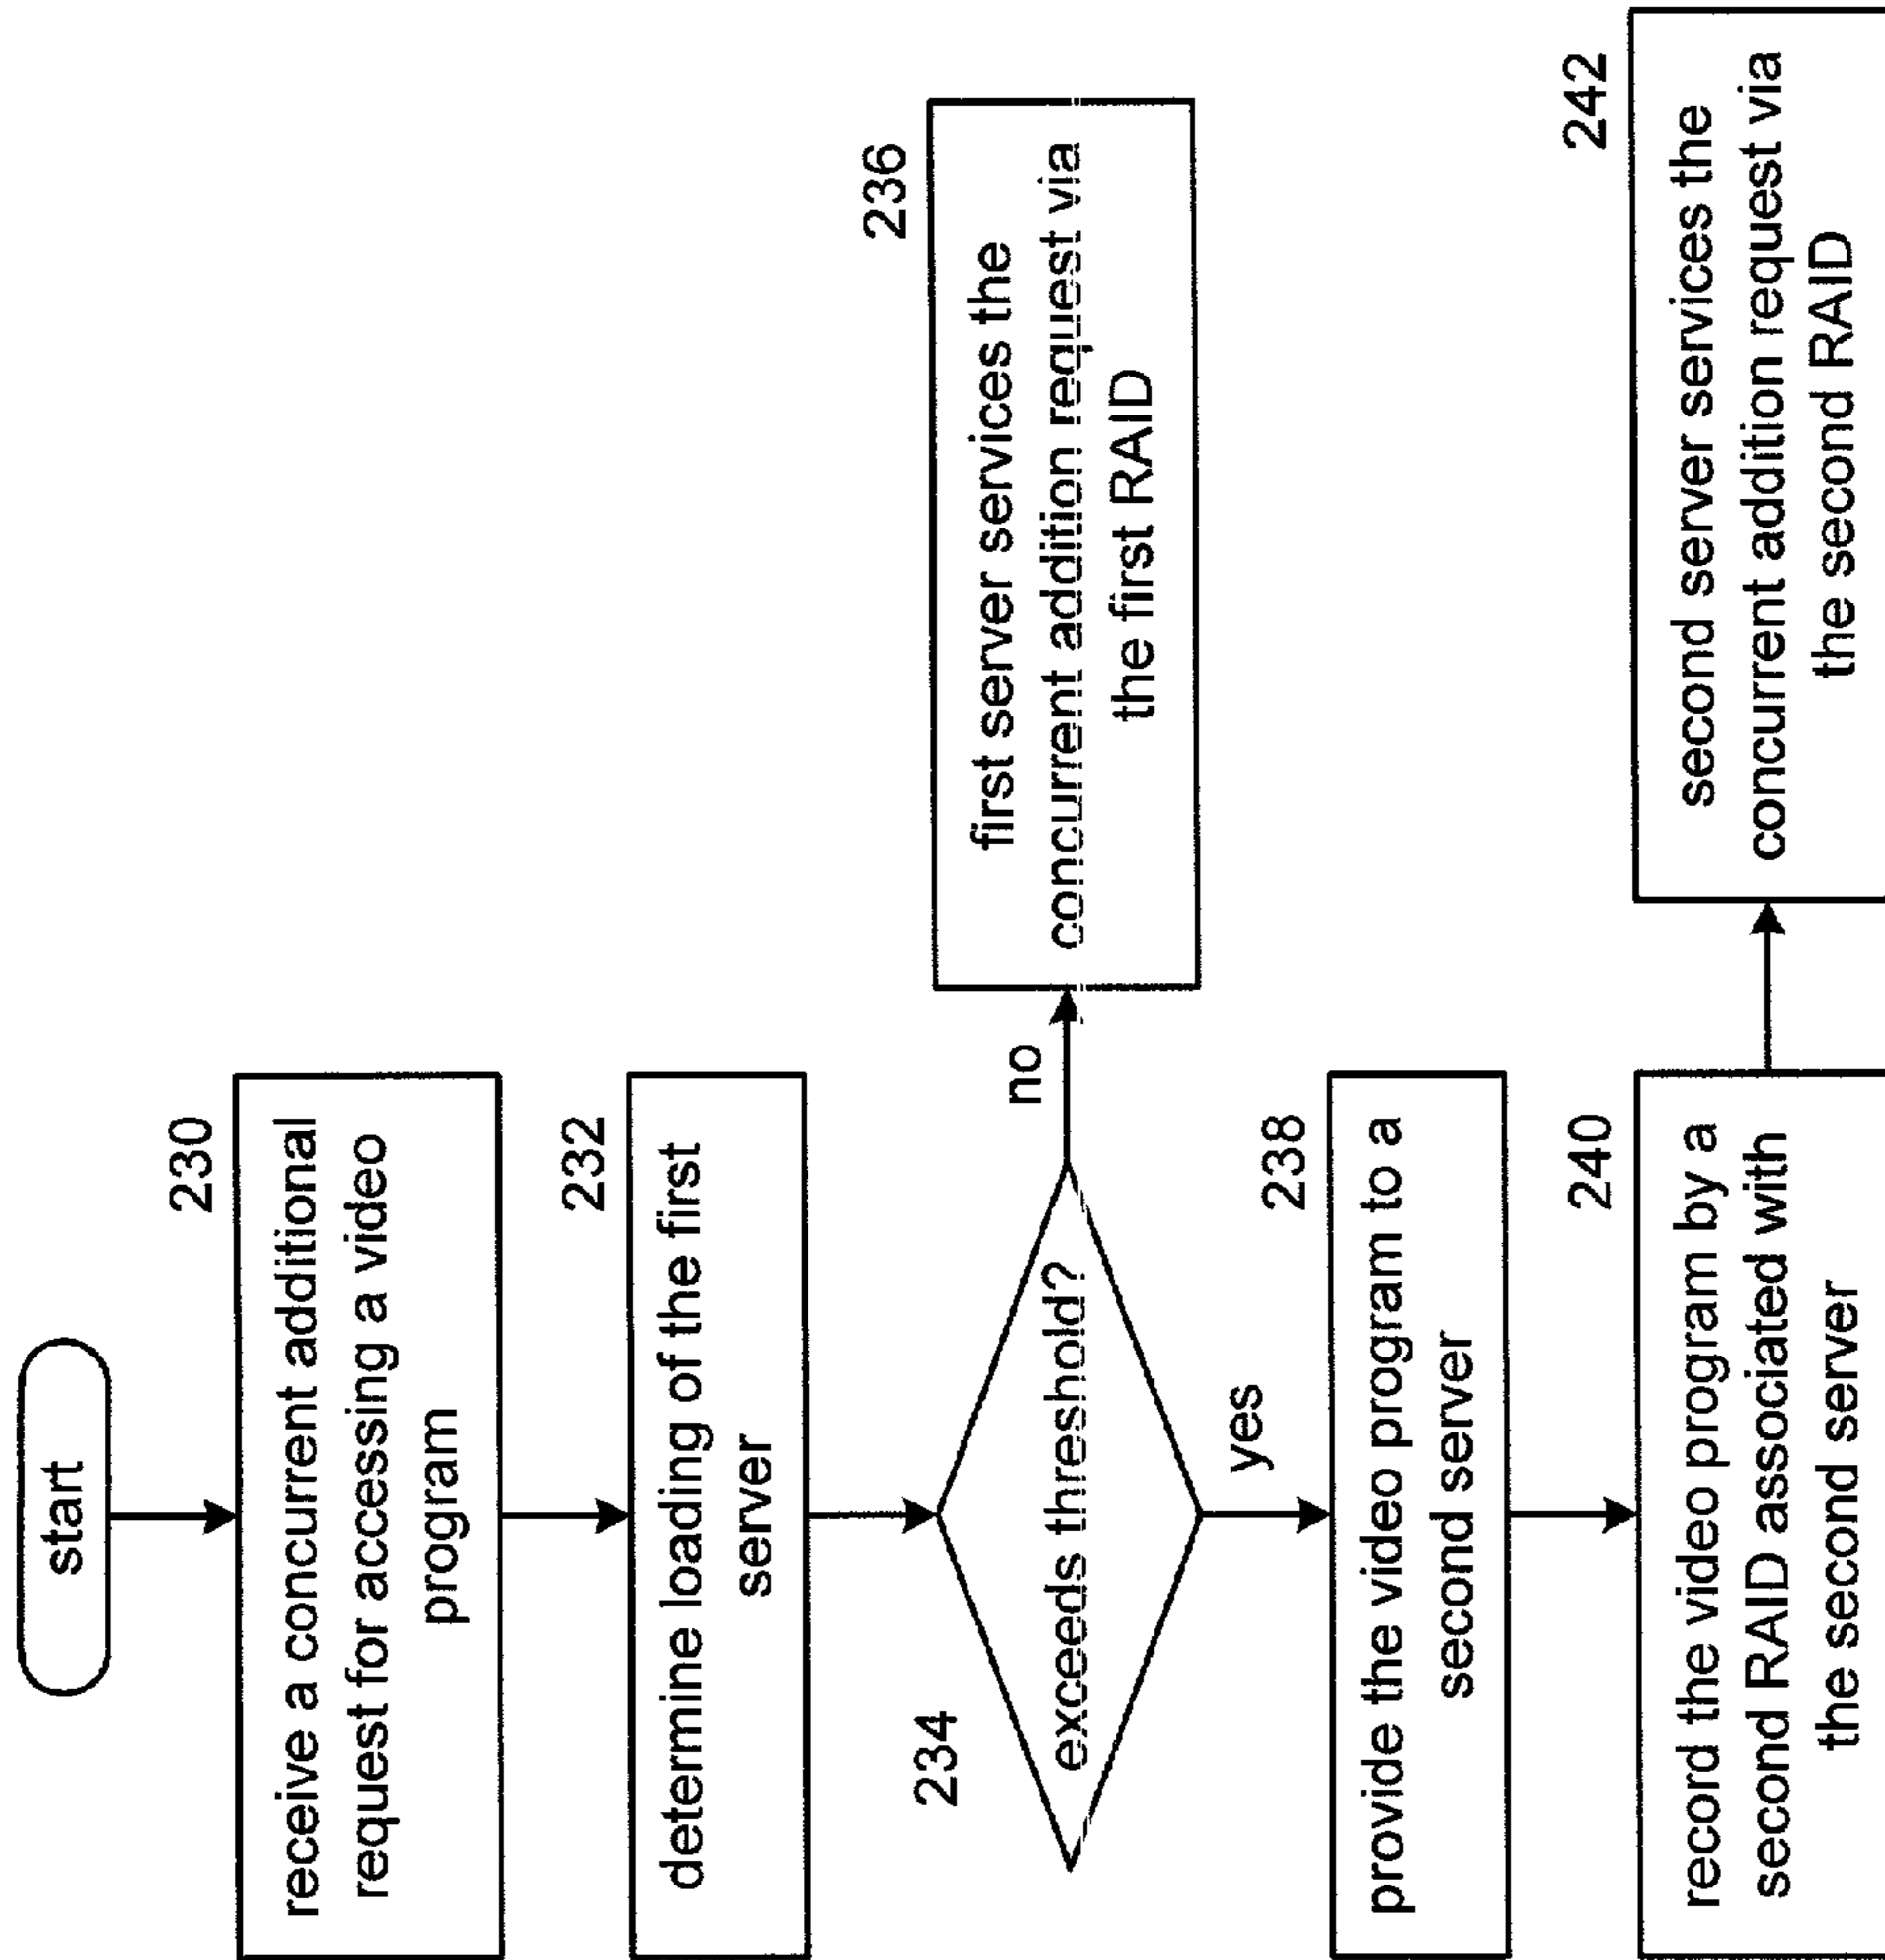 start
230
receive a concurrent additional
request for accessing a video
program
232
determine loading of the first
server
234
exceeds threshold?
no
236
first server services the
concurrent addition request via
the first RAID
yes
238
provide the video program to a
second server
240
record the video program by a
second RAID associated with
the second server
242
second server services the
concurrent addition request via
the second RAID